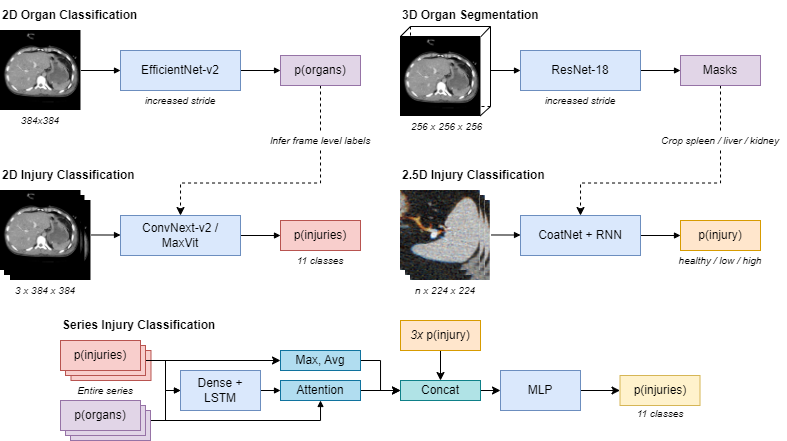 2D Organ Classification
3D Organ Segmentation
EfficientNet-v2
p(organs)
ResNet-18
Masks
increased stride
increased stride
384x384
256 x 256 x 256
Infer frame level labels
Crop spleen / liver / kidney
2D Injury Classification
2.5D Injury Classification
ConvNext-v2 /
MaxVit
p(injuries)
CoatNet + RNN
p(injury)
11 classes
healthy / low / high
3 x 384 x 384
n x 224 x 224
Series Injury Classification
3x p(injury)
p(injuries)
Max, Avg
Entire series
Dense +
LSTM
Attention
Concat
MLP
p(injuries)
p(organs)
11 classes